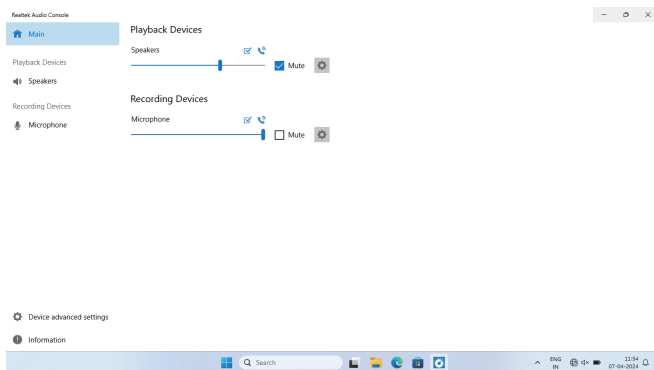 Realtek Audio Console
Main
Playback Devices
Speakers
Recording Devices
Microphone
Device advanced settings
Information
Playback Devices
Speakers
Mute
Recording Devices
Microphone
Mute
Search
ENG
IN
11:54
07-04-2024